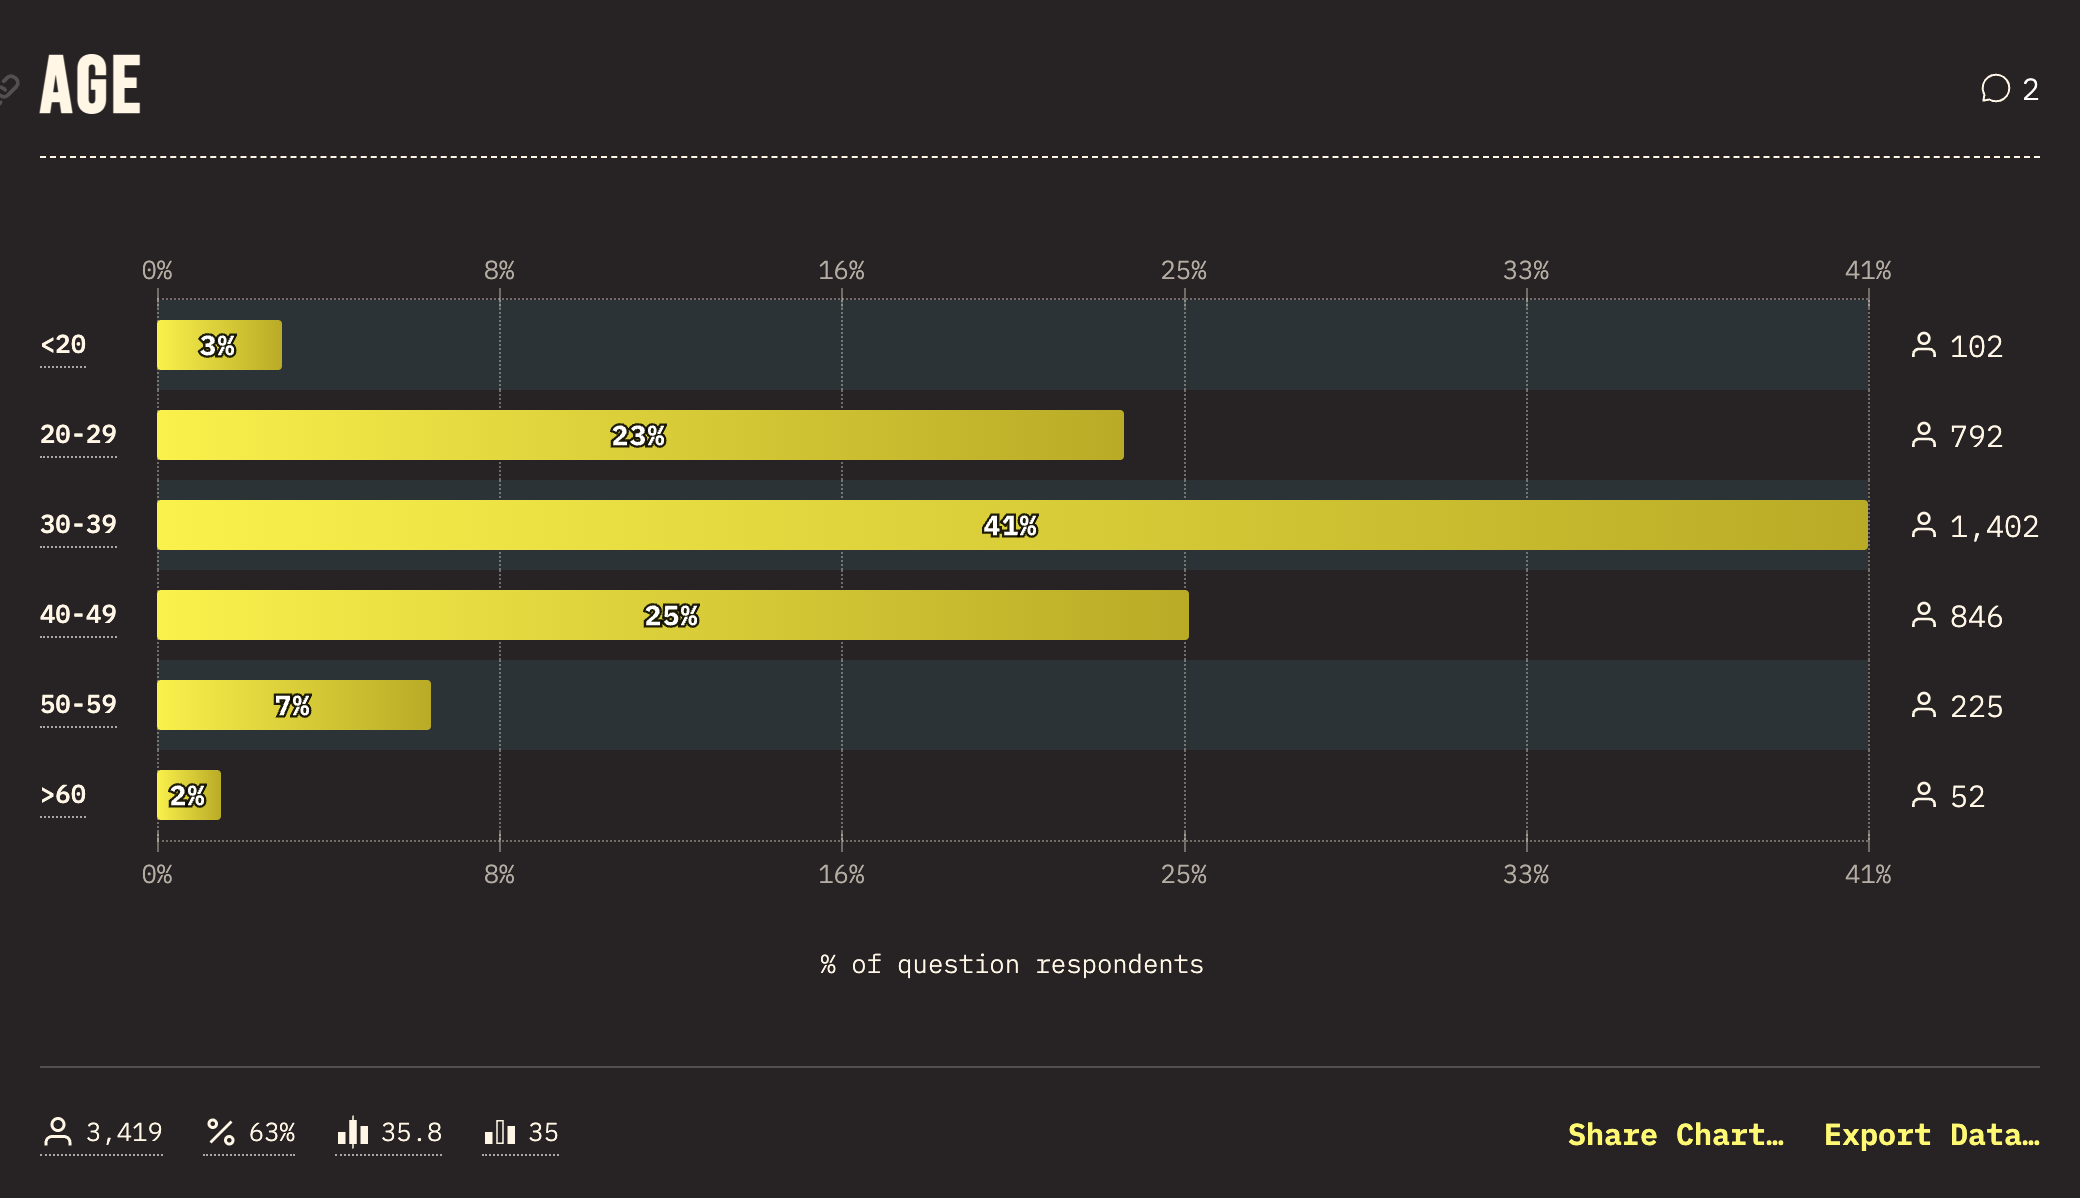 AGE
2
0% 8% 16% 25% 33% 41%
<20 3% 102
20-29 23% 792
30-39 41% 1,402
40-49 25% 846
50-59 7% 225
>60 2% 52
0% 8% 16% 25% 33% 41%
% of question respondents
3,419 63% 35.8 35 Share Chart… Export Data…